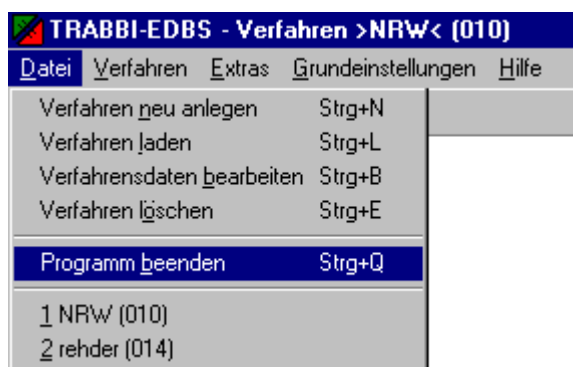 TRABBI-EDBS - Verfahren >NRW< (010)
Datei Verfahren Extras Grundeinstellungen Hilfe
Verfahren neu anlegen Strg+N
Verfahren laden Strg+L
Verfahrensdaten bearbeiten Strg+B
Verfahren löschen Strg+E
Programm beenden Strg+Q
1 NRW (010)
2 rehder (014)